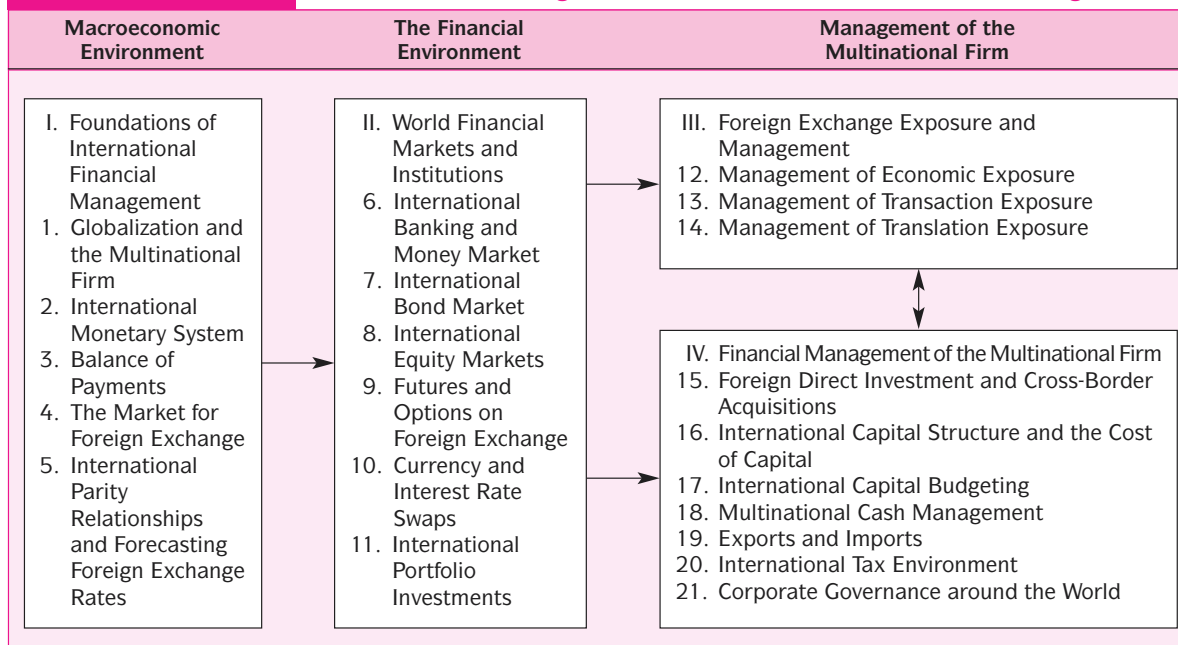 Macroeconomic
Environment
The Financial
Environment
Management of the
Multinational Firm
I. Foundations of
International
Financial
Management
1. Globalization and
the Multinational
Firm
2. International
Monetary System
3. Balance of
Payments
4. The Market for
Foreign Exchange
5. International
Parity
Relationships
and Forecasting
Foreign Exchange
Rates
II. World Financial
Markets and
Institutions
6. International
Banking and
Money Market
7. International
Bond Market
8. International
Equity Markets
9. Futures and
Options on
Foreign Exchange
10. Currency and
Interest Rate
Swaps
11. International
Portfolio
Investments
III. Foreign Exchange Exposure and
Management
12. Management of Economic Exposure
13. Management of Transaction Exposure
14. Management of Translation Exposure
IV. Financial Management of the Multinational Firm
15. Foreign Direct Investment and Cross-Border
Acquisitions
16. International Capital Structure and the Cost
of Capital
17. International Capital Budgeting
18. Multinational Cash Management
19. Exports and Imports
20. International Tax Environment
21. Corporate Governance around the World